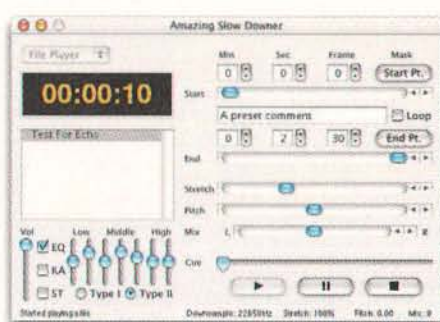 Amazing Slow Downer
File Player
Min Sec Frame Mask
0 0 0 Start Pt.
00:00:10
Start
A preset comment Loop
Test For Echo
0 2 30 End Pt.
End
Stretch
Pitch
Vol EQ Low Middle High
Mix L R
KA
Cue
ST Type I Type II
Started playing a file Downsample: 22050Hz Stretch: 100% Pitch: 0.00 Mix: 0